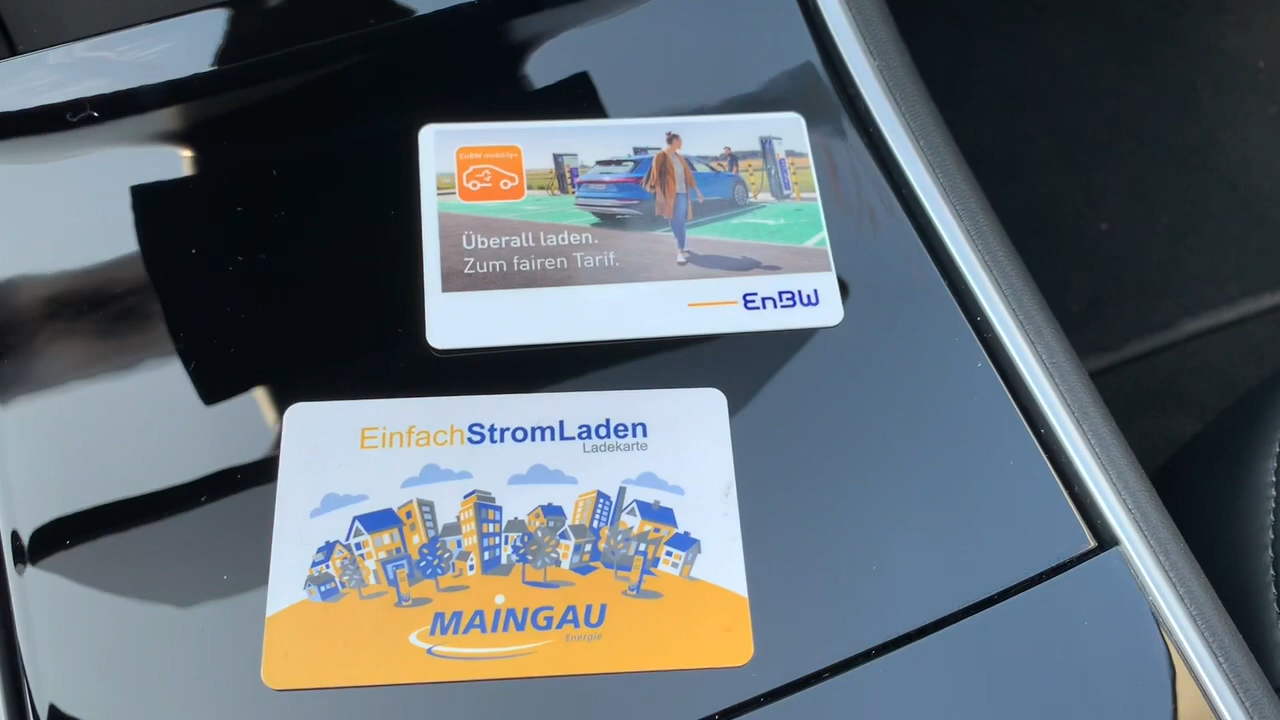 EnBW mobility+
Überall laden.
Zum fairen Tarif.
EnBW
EinfachStromLaden
Ladekarte
MAINGAU
Energie